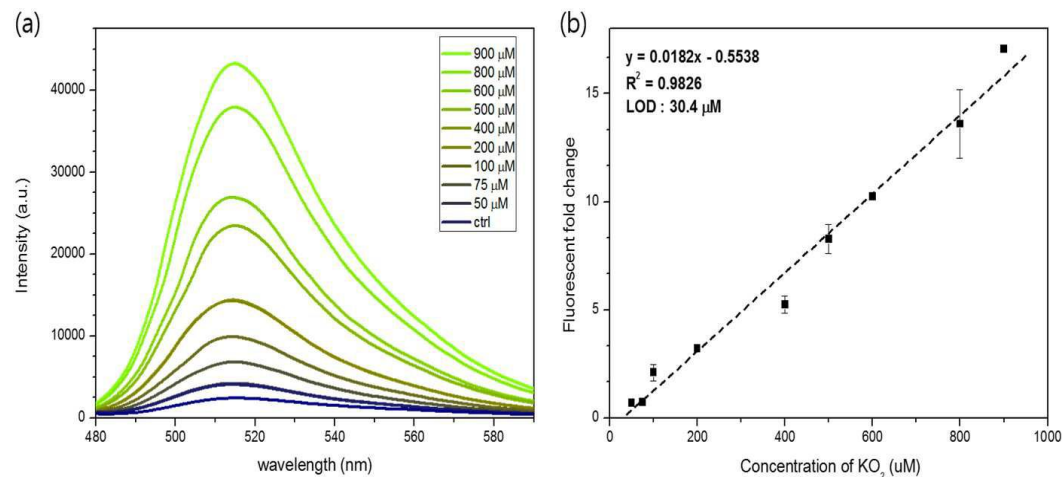 (a)
Intensity (a.u.)
40000
30000
20000
10000
0
480
500
520
540
560
580
wavelength (nm)
900 μM
800 μM
600 μM
500 μM
400 μM
200 μM
100 μM
75 μM
50 μM
ctrl
(b)
Fluorescent fold change
15
10
5
0
0
200
400
600
800
1000
Concentration of KO₂ (uM)
y = 0.0182x - 0.5538
R² = 0.9826
LOD : 30.4 μM